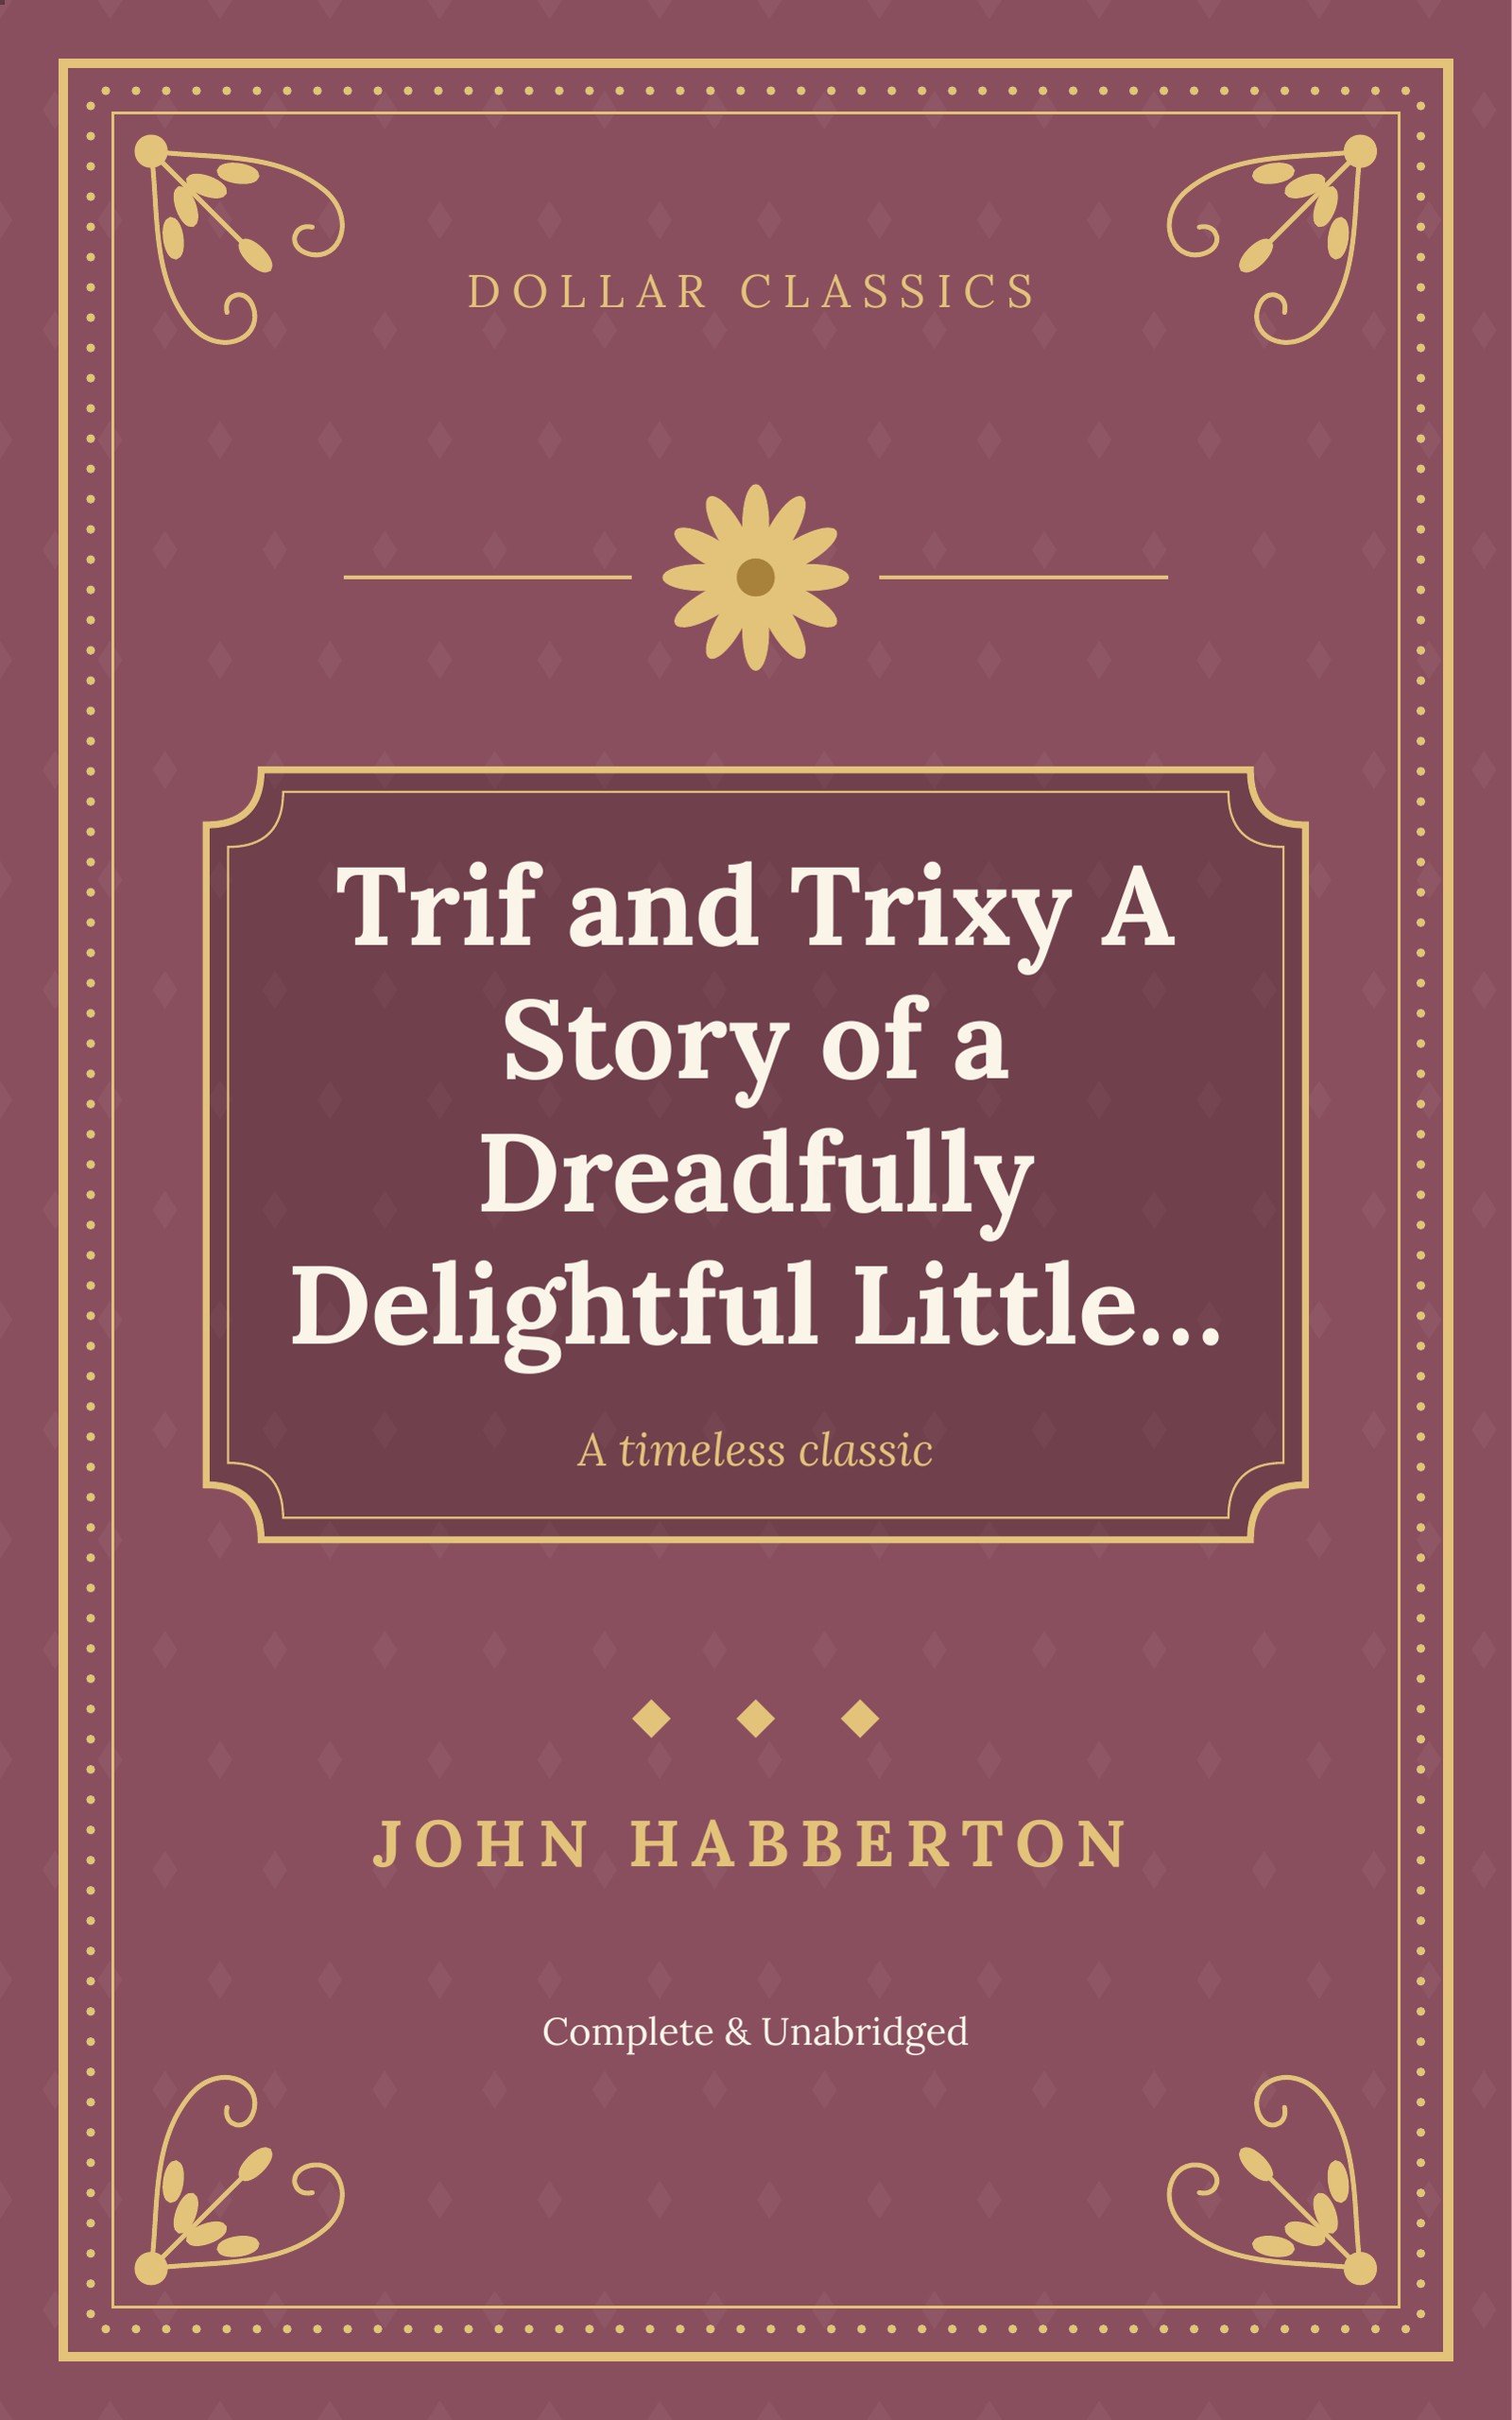 DOLLAR CLASSICS
Trif and Trixy A
Story of a
Dreadfully
Delightful Little...
A timeless classic
JOHN HABBERTON
Complete & Unabridged